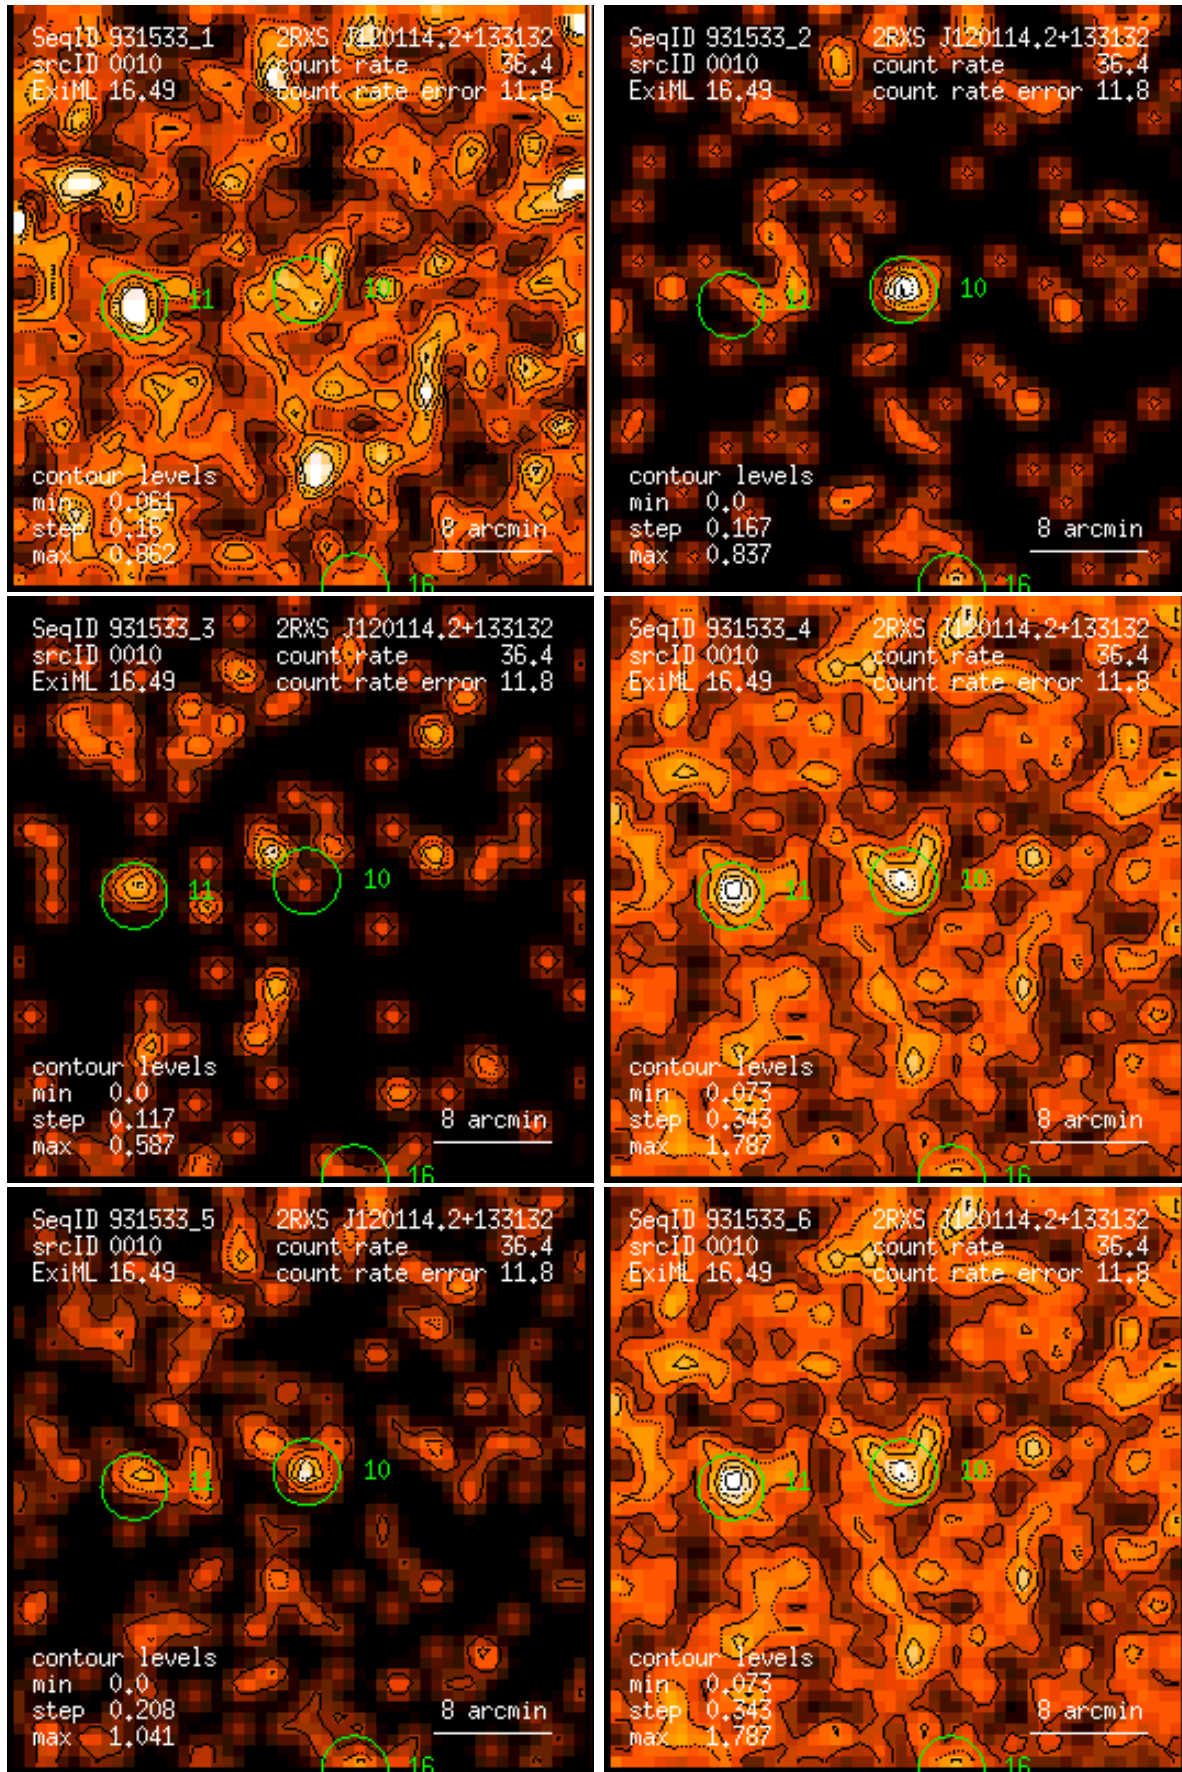 SeqID 931533_1 2RXS J120114.2+133132
srcID 0010 count rate 36.4
ExiML 16.49 count rate error 11.8
11 10
contour levels
min 0.061
step 0.16
max 0.862
8 arcmin
16
SeqID 931533_2 2RXS J120114.2+133132
srcID 0010 count rate 36.4
ExiML 16.49 count rate error 11.8
11 10
contour levels
min 0.0
step 0.167
max 0.837
8 arcmin
16
SeqID 931533_3 2RXS J120114.2+133132
srcID 0010 count rate 36.4
ExiML 16.49 count rate error 11.8
11 10
contour levels
min 0.0
step 0.117
max 0.587
8 arcmin
16
SeqID 931533_4 2RXS J120114.2+133132
srcID 0010 count rate 36.4
ExiML 16.49 count rate error 11.8
11 10
contour levels
min 0.073
step 0.343
max 1.787
8 arcmin
16
SeqID 931533_5 2RXS J120114.2+133132
srcID 0010 count rate 36.4
ExiML 16.49 count rate error 11.8
11 10
contour levels
min 0.0
step 0.208
max 1.041
8 arcmin
16
SeqID 931533_6 2RXS J120114.2+133132
srcID 0010 count rate 36.4
ExiML 16.49 count rate error 11.8
11 10
contour levels
min 0.073
step 0.343
max 1.787
8 arcmin
16